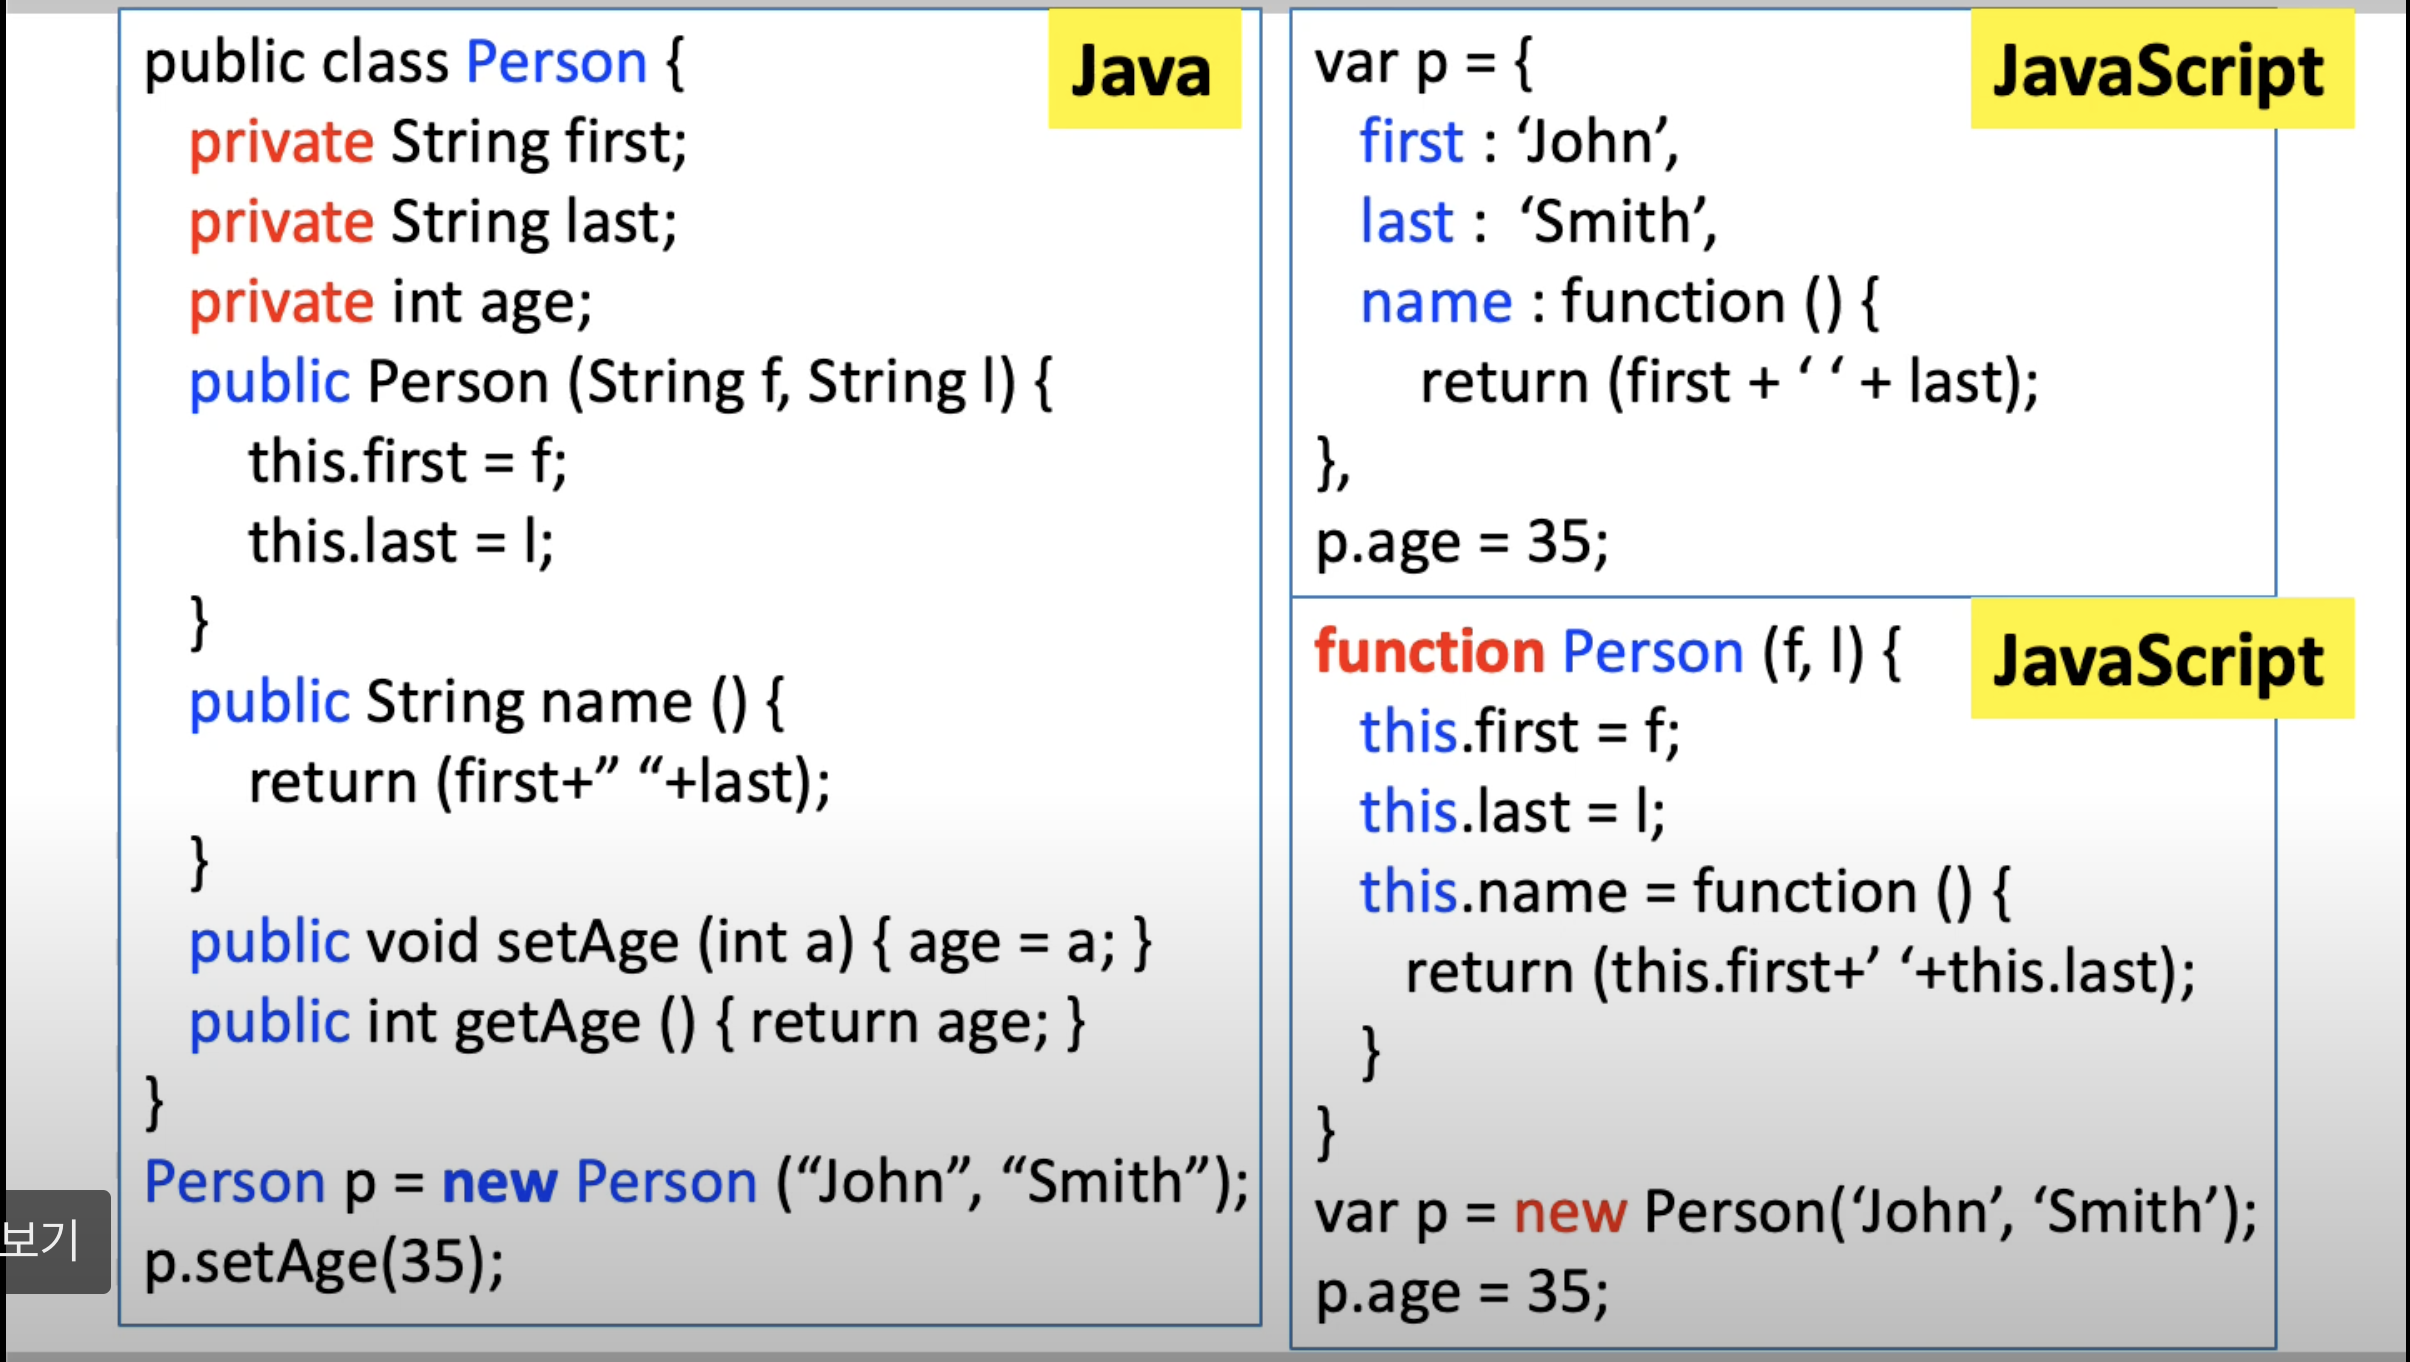 public class Person {
private String first;
private String last;
private int age;
public Person (String f, String l) {
this.first = f;
this.last = l;
}
public String name () {
return (first+” “+last);
}
public void setAge (int a) { age = a; }
public int getAge () { return age; }
}
Person p = new Person (“John”, “Smith”);
p.setAge(35);
Java
var p = {
first : ‘John’,
last : ‘Smith’,
name : function () {
return (first + ‘ ‘ + last);
},
p.age = 35;
JavaScript
function Person (f, l) {
this.first = f;
this.last = l;
this.name = function () {
return (this.first+’ ‘+this.last);
}
}
var p = new Person(‘John’, ‘Smith’);
p.age = 35;
JavaScript
보기